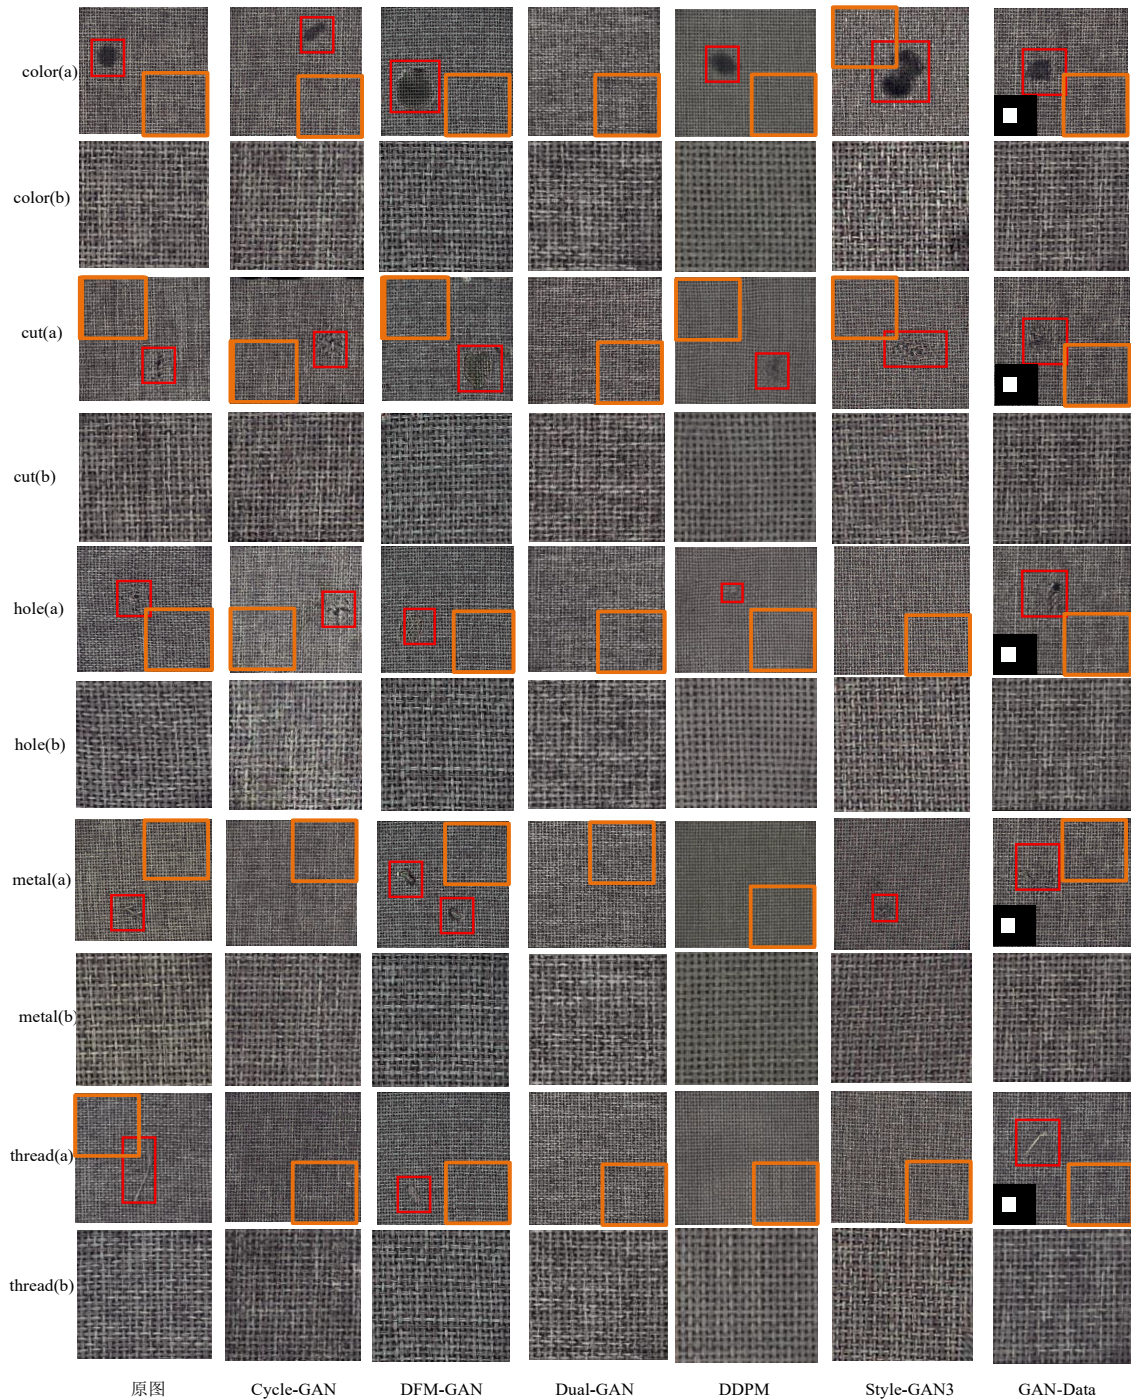 color(a)
color(b)
cut(a)
cut(b)
hole(a)
hole(b)
metal(a)
metal(b)
thread(a)
thread(b)
原图 Cycle-GAN DFM-GAN Dual-GAN DDPM Style-GAN3 GAN-Data